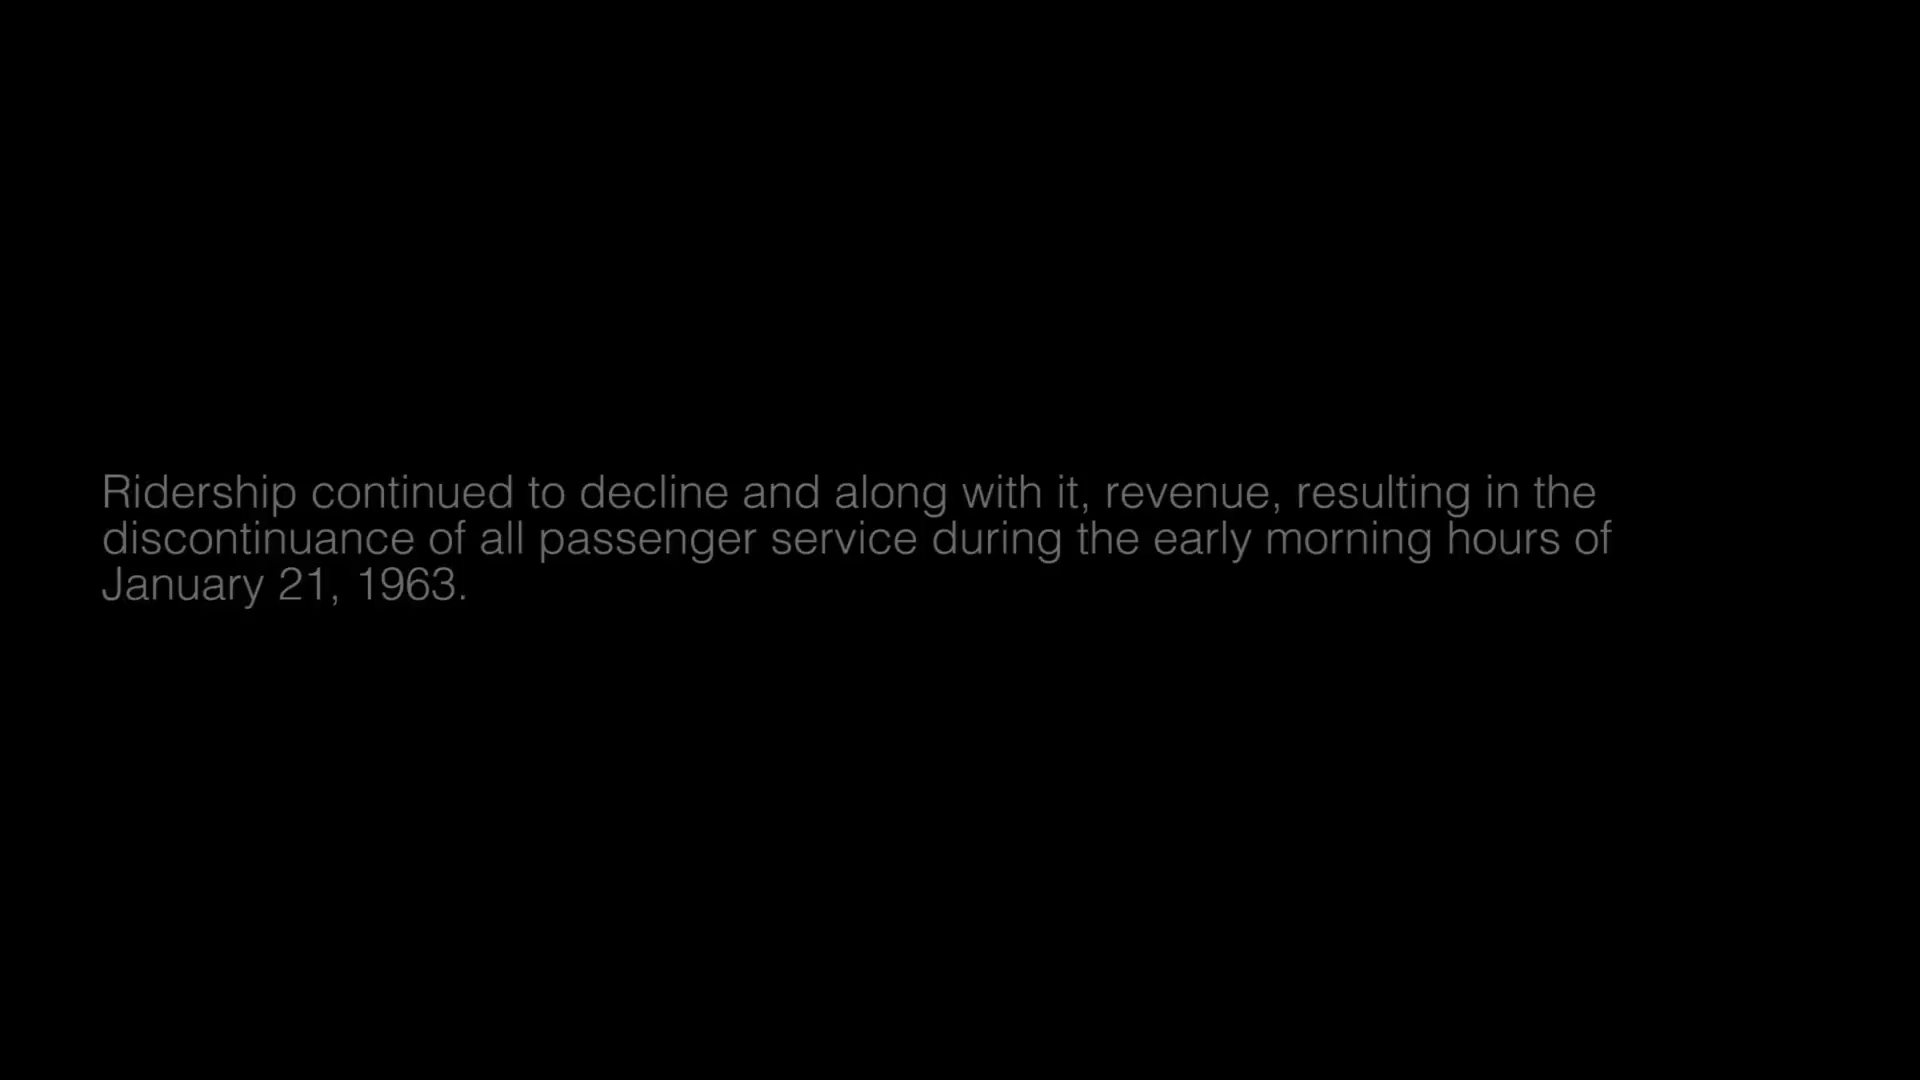 Ridership continued to decline and along with it, revenue, resulting in the
discontinuance of all passenger service during the early morning hours of
January 21, 1963.